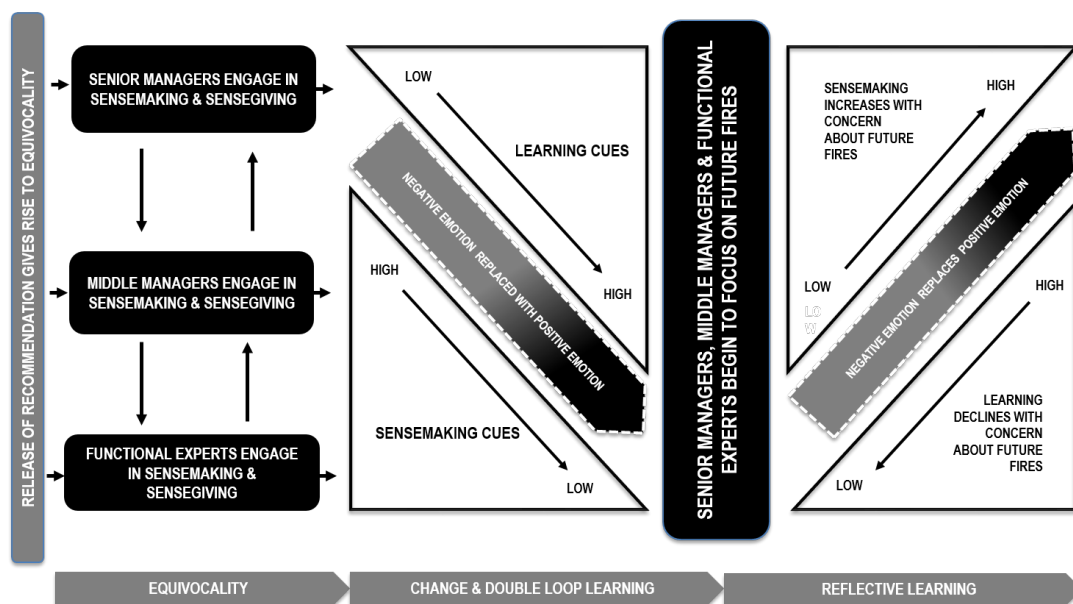 RELEASE OF RECOMMENDATION GIVES RISE TO EQUIVOCALITY
SENIOR MANAGERS ENGAGE IN
SENSEMAKING & SENSEGIVING
MIDDLE MANAGERS ENGAGE IN
SENSEMAKING & SENSEGIVING
FUNCTIONAL EXPERTS ENGAGE
IN SENSEMAKING &
SENSEGIVING
LOW
LEARNING CUES
HIGH
NEGATIVE EMOTION REPLACED WITH POSITIVE EMOTION
HIGH
SENSEMAKING CUES
LOW
SENIOR MANAGERS, MIDDLE MANAGERS & FUNCTIONAL
EXPERTS BEGIN TO FOCUS ON FUTURE FIRES
SENSEMAKING
INCREASES WITH
CONCERN
ABOUT FUTURE
FIRES
HIGH
LOW
LO
W
NEGATIVE EMOTION REPLACES POSITIVE EMOTION
HIGH
LEARNING
DECLINES WITH
CONCERN
ABOUT FUTURE
FIRES
LOW
EQUIVOCALITY
CHANGE & DOUBLE LOOP LEARNING
REFLECTIVE LEARNING